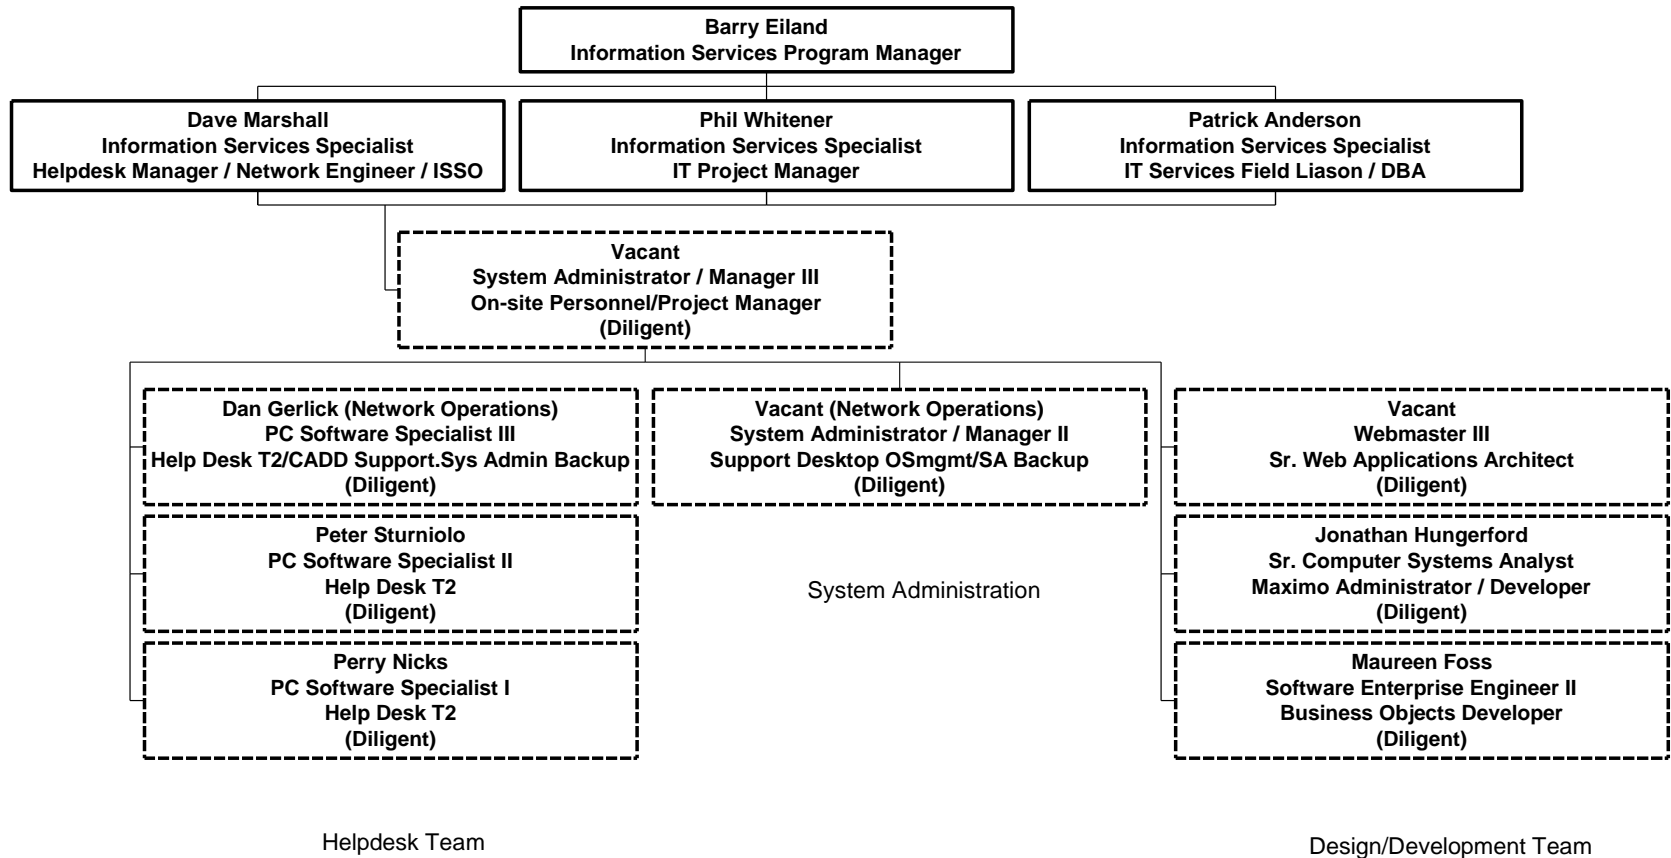 Barry Eiland
Information Services Program Manager
Dave Marshall
Information Services Specialist
Helpdesk Manager / Network Engineer / ISSO
Phil Whitener
Information Services Specialist
IT Project Manager
Patrick Anderson
Information Services Specialist
IT Services Field Liason / DBA
Vacant
System Administrator / Manager III
On-site Personnel/Project Manager
(Diligent)
Dan Gerlick (Network Operations)
PC Software Specialist III
Help Desk T2/CADD Support.Sys Admin Backup
(Diligent)
Peter Sturniolo
PC Software Specialist II
Help Desk T2
(Diligent)
Perry Nicks
PC Software Specialist I
Help Desk T2
(Diligent)
Helpdesk Team
Vacant (Network Operations)
System Administrator / Manager II
Support Desktop OSmgmt/SA Backup
(Diligent)
System Administration
Vacant
Webmaster III
Sr. Web Applications Architect
(Diligent)
Jonathan Hungerford
Sr. Computer Systems Analyst
Maximo Administrator / Developer
(Diligent)
Maureen Foss
Software Enterprise Engineer II
Business Objects Developer
(Diligent)
Design/Development Team